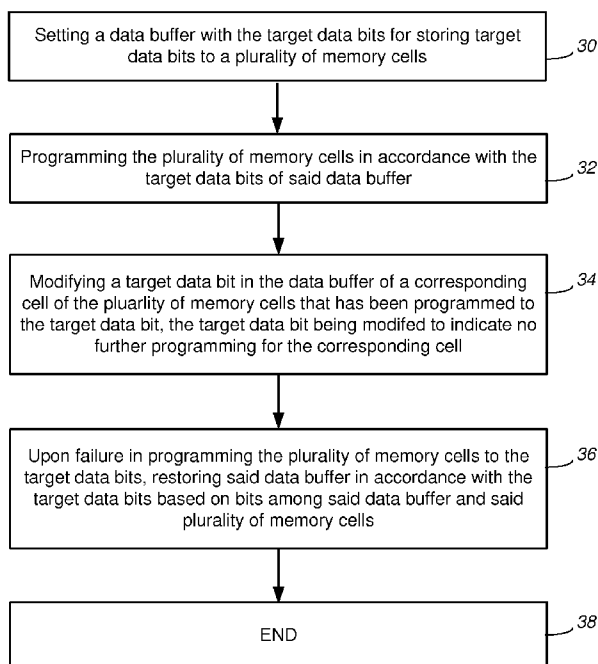 Setting a data buffer with the target data bits for storing target
data bits to a plurality of memory cells
30
Programming the plurality of memory cells in accordance with the
target data bits of said data buffer
32
Modifying a target data bit in the data buffer of a corresponding
cell of the pluarlity of memory cells that has been programmed to
the target data bit, the target data bit being modifed to indicate no
further programming for the corresponding cell
34
Upon failure in programming the plurality of memory cells to the
target data bits, restoring said data buffer in accordance with the
target data bits based on bits among said data buffer and said
plurality of memory cells
36
END
38